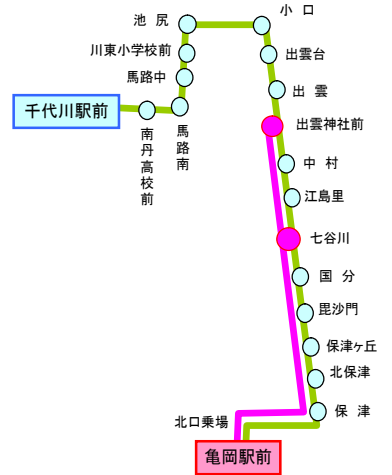 小 口
池 尻
川東小学校前
出雲台
馬路中
出 雲
千代川駅前
南丹高校前
馬路南
出雲神社前
中 村
江島里
七谷川
国 分
毘沙門
保津ヶ丘
北保津
保 津
北口乗場
亀岡駅前